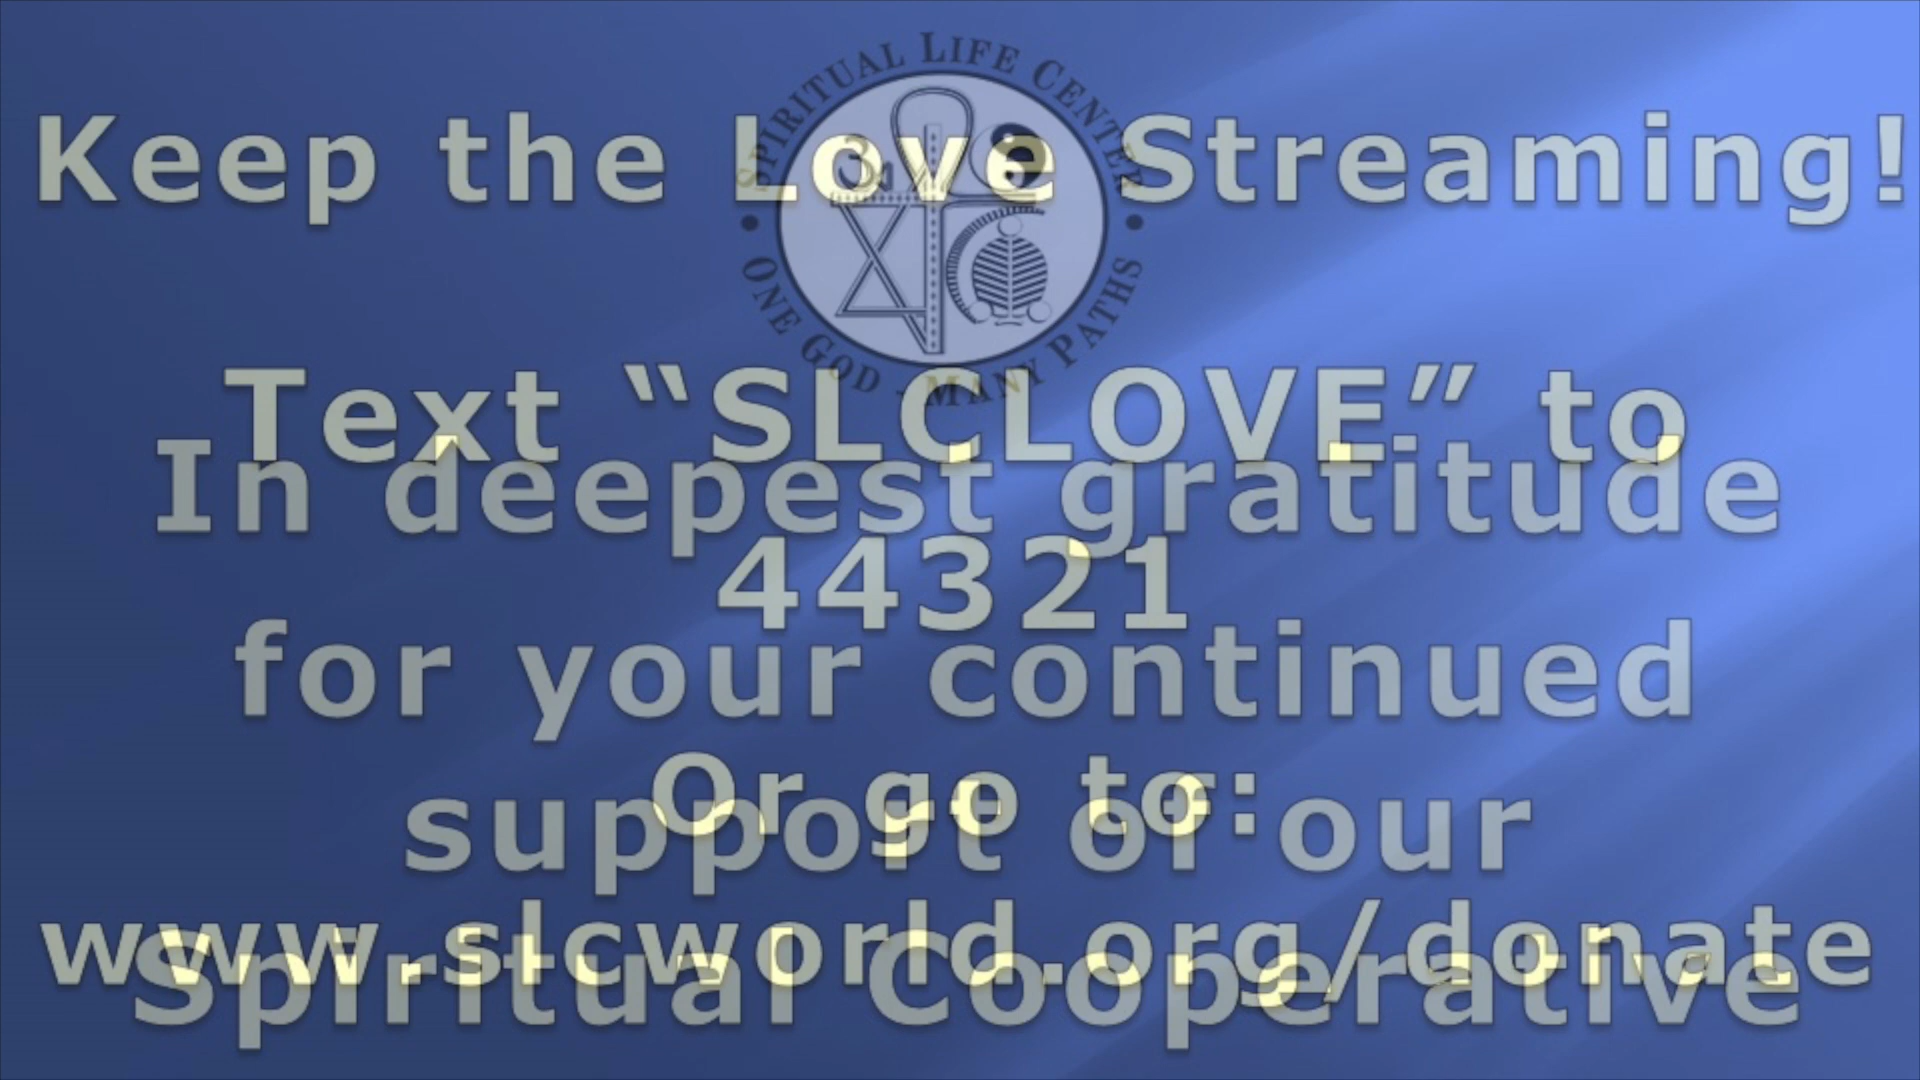 SPIRITUAL LIFE CENTER
ONE GOD - MANY PATHS
Keep the Love Streaming!
Text “SLCLOVE” to
44321
Or go to:
www.slcworld.org/donate
In deepest gratitude
for your continued
support of our
Spiritual Cooperative